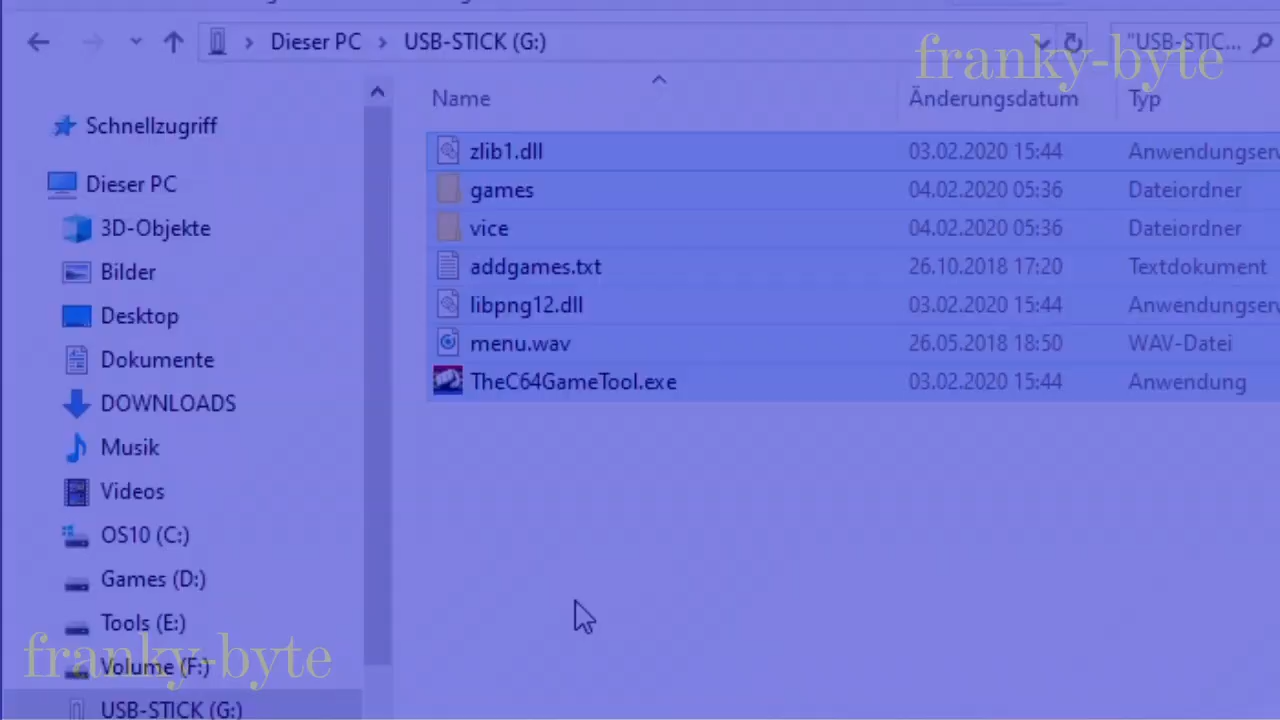 Dieser PC > USB-STICK (G:)
"USB-STIC...
franky-byte
Name Änderungsdatum Typ
Schnellzugriff
Dieser PC
3D-Objekte
Bilder
Desktop
Dokumente
DOWNLOADS
Musik
Videos
OS10 (C:)
Games (D:)
Tools (E:)
Volume (F:)
USB-STICK (G:)
zlib1.dll 03.02.2020 15:44 Anwendungserv
games 04.02.2020 05:36 Dateiordner
vice 04.02.2020 05:36 Dateiordner
addgames.txt 26.10.2018 17:20 Textdokument
libpng12.dll 03.02.2020 15:44 Anwendungserv
menu.wav 26.05.2018 18:50 WAV-Datei
TheC64GameTool.exe 03.02.2020 15:44 Anwendung
franky-byte